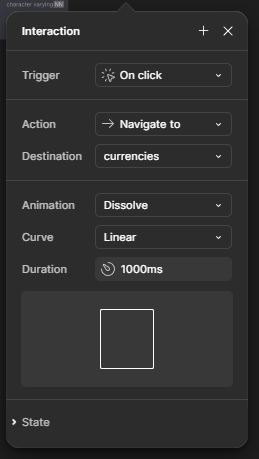 character varying NN
Interaction
Trigger On click
Action Navigate to
Destination currencies
Animation Dissolve
Curve Linear
Duration 1000ms
State